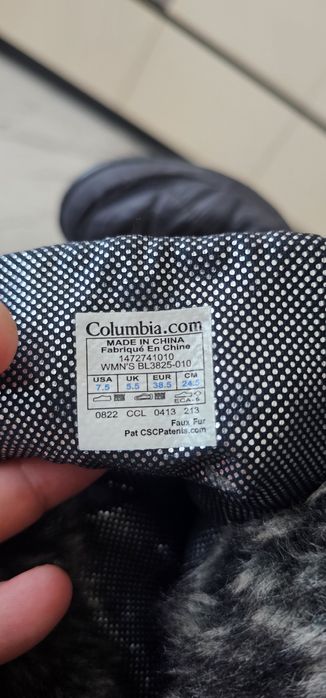 Columbia.com
MADE IN CHINA
Fabriqué En Chine
1472741010
WMN'S BL3825-010
USA UK EUR CM
7.5 5.5 38.5 24.5
ECA-
0822 CCL 0413 213
Faux Fur
Pat CSCPatents.com